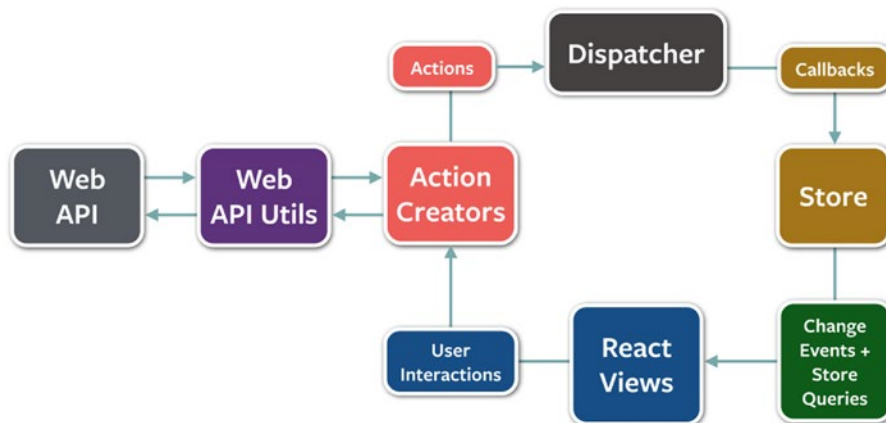 Actions
Dispatcher
Callbacks
Web
API
Web
API Utils
Action
Creators
Store
User
Interactions
React
Views
Change
Events +
Store
Queries